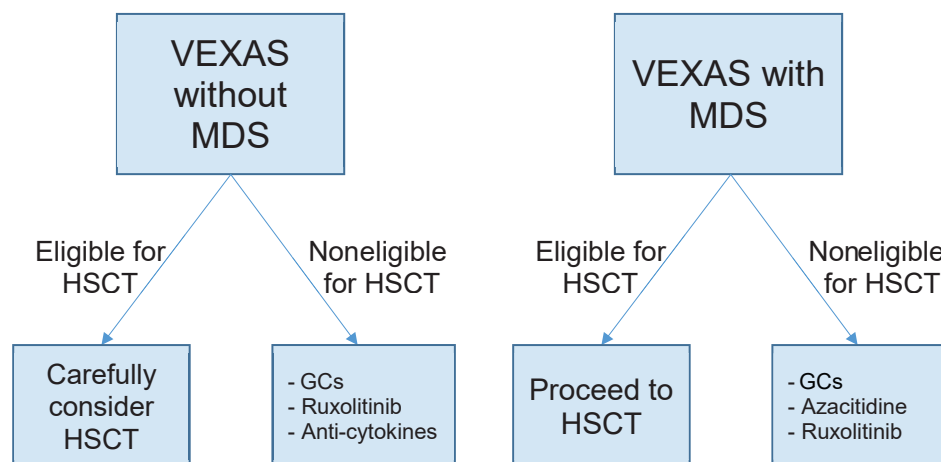 VEXAS
without
MDS
VEXAS with
MDS
Eligible for
HSCT
Noneligible
for HSCT
Eligible for
HSCT
Noneligible
for HSCT
Carefully
consider
HSCT
- GCs
- Ruxolitinib
- Anti-cytokines
Proceed to
HSCT
- GCs
- Azacitidine
- Ruxolitinib